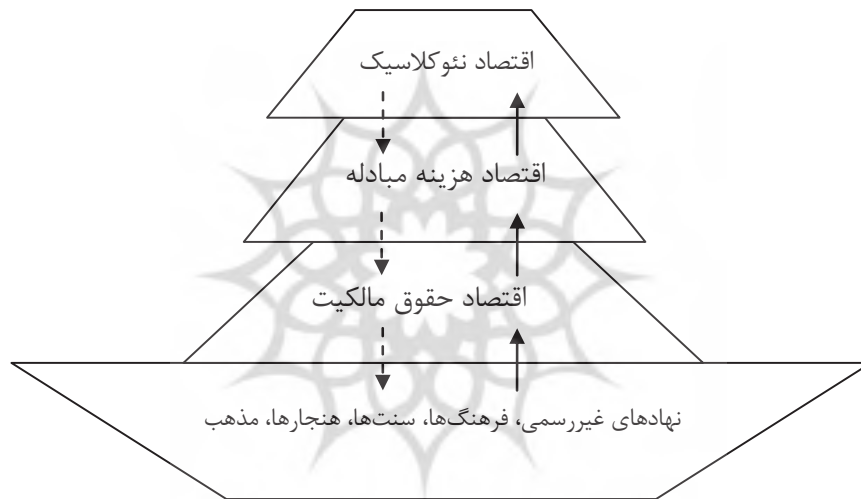 اقتصاد نئوکلاسیک
اقتصاد هزینه مبادله
اقتصاد حقوق مالکیت
نهادهای غیررسمی، فرهنگ‌ها، سنت‌ها، هنجارها، مذهب